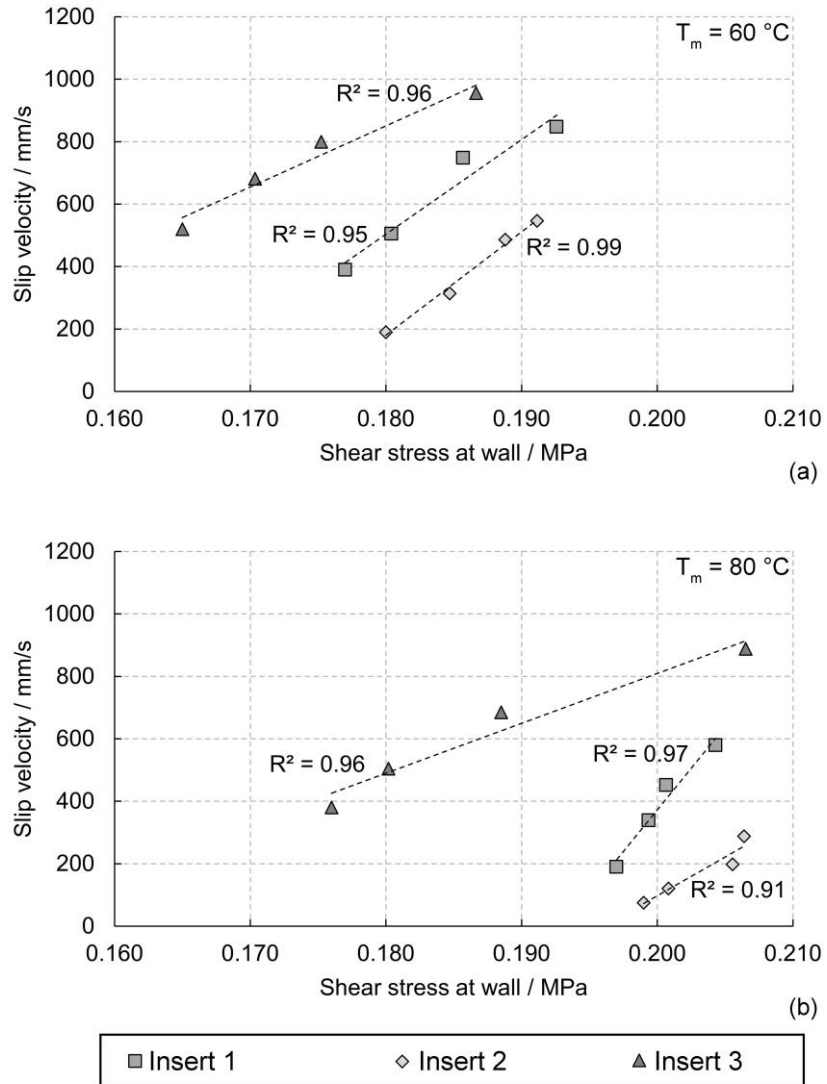 1200
T_m = 60 °C
1000
R² = 0.96
800
600
R² = 0.95
R² = 0.99
400
200
0
Slip velocity / mm/s
0.160 0.170 0.180 0.190 0.200 0.210
Shear stress at wall / MPa
(a)
1200
T_m = 80 °C
1000
800
600
R² = 0.96
R² = 0.97
400
200
R² = 0.91
0
Slip velocity / mm/s
0.160 0.170 0.180 0.190 0.200 0.210
Shear stress at wall / MPa
(b)
Insert 1 Insert 2 Insert 3